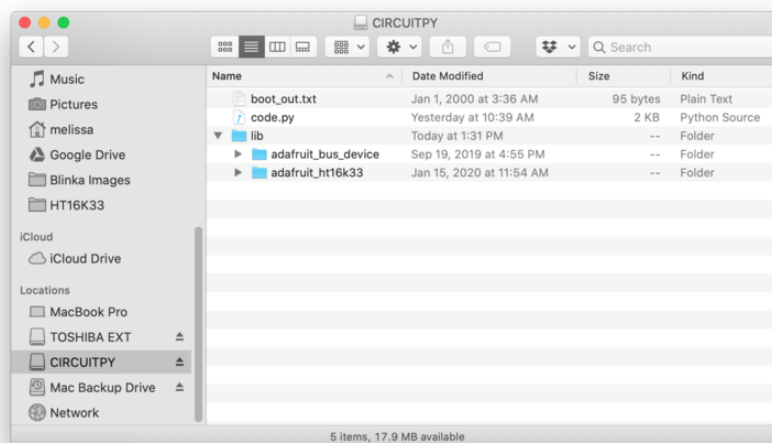 CIRCUITPY
Search
Music
Pictures
melissa
Google Drive
Blinka Images
HT16K33
iCloud
iCloud Drive
Locations
MacBook Pro
TOSHIBA EXT
CIRCUITPY
Mac Backup Drive
Network
Name Date Modified Size Kind
boot_out.txt Jan 1, 2000 at 3:36 AM 95 bytes Plain Text
code.py Yesterday at 10:39 AM 2 KB Python Source
lib Today at 1:31 PM -- Folder
adafruit_bus_device Sep 19, 2019 at 4:55 PM -- Folder
adafruit_ht16k33 Jan 15, 2020 at 11:54 AM -- Folder
5 items, 17.9 MB available